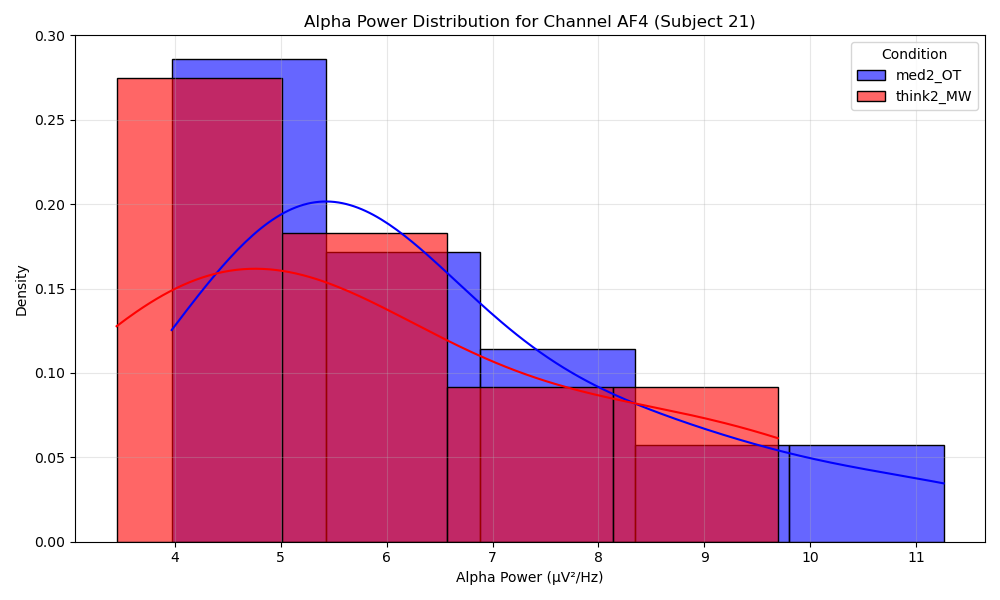 Alpha Power Distribution for Channel AF4 (Subject 21)
Condition
med2_OT
think2_MW
Density
0.30
0.25
0.20
0.15
0.10
0.05
0.00
4 5 6 7 8 9 10 11
Alpha Power (μV²/Hz)